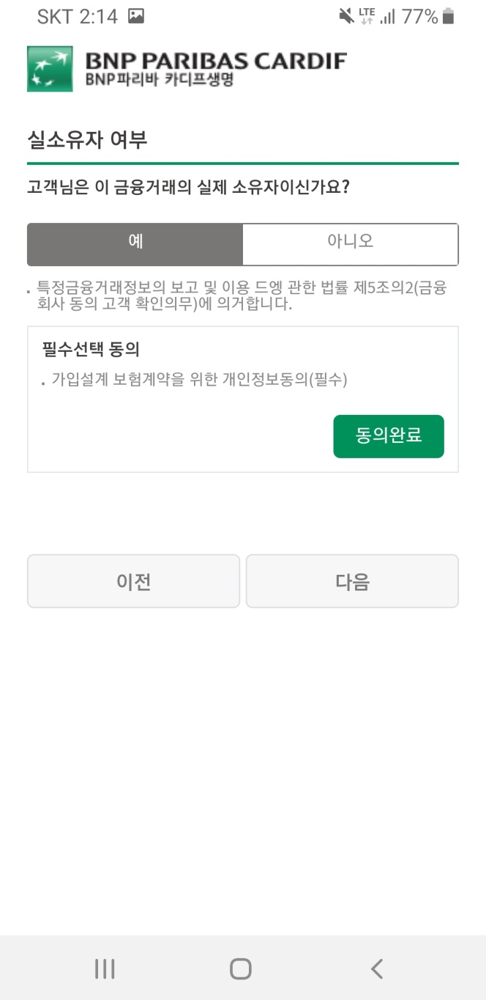 SKT 2:14
LTE 77%
BNP PARIBAS CARDIF
BNP파리바 카디프생명
실소유자 여부
고객님은 이 금융거래의 실제 소유자이신가요?
예 아니오
. 특정금융거래정보의 보고 및 이용 드엥 관한 법률 제5조의2(금융
회사 동의 고객 확인의무)에 의거합니다.
필수선택 동의
. 가입설계 보험계약을 위한 개인정보동의(필수)
동의완료
이전 다음